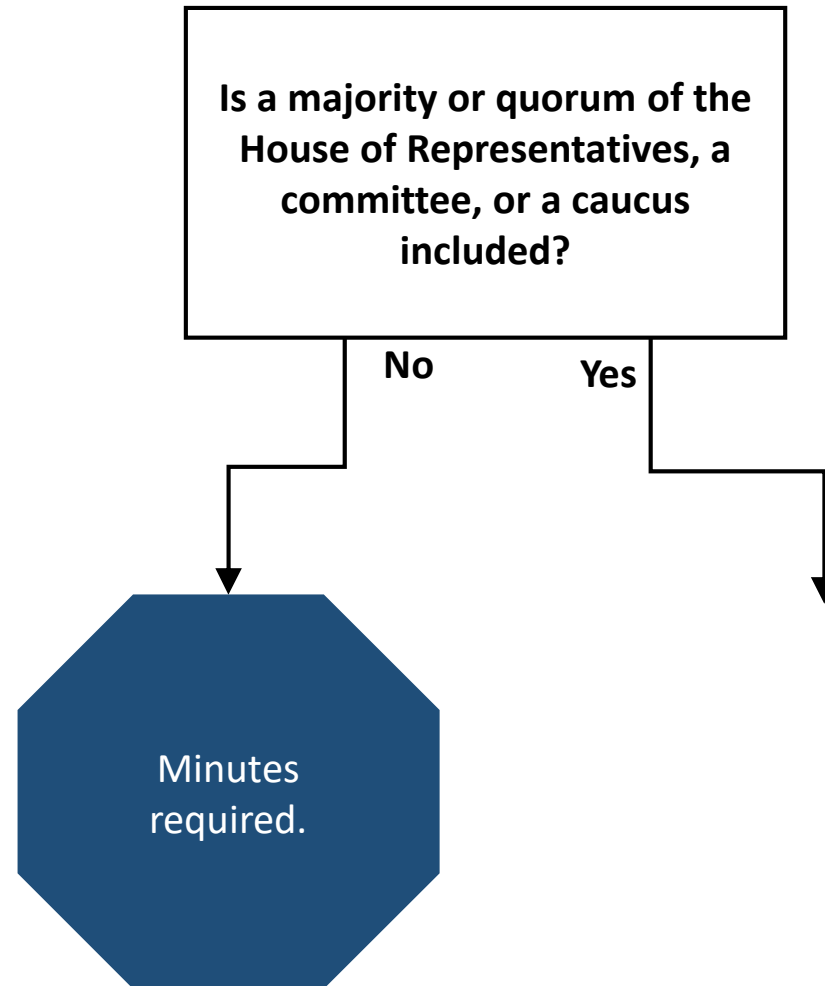 Is a majority or quorum of the
House of Representatives, a
committee, or a caucus
included?
No
Yes
Minutes
required.